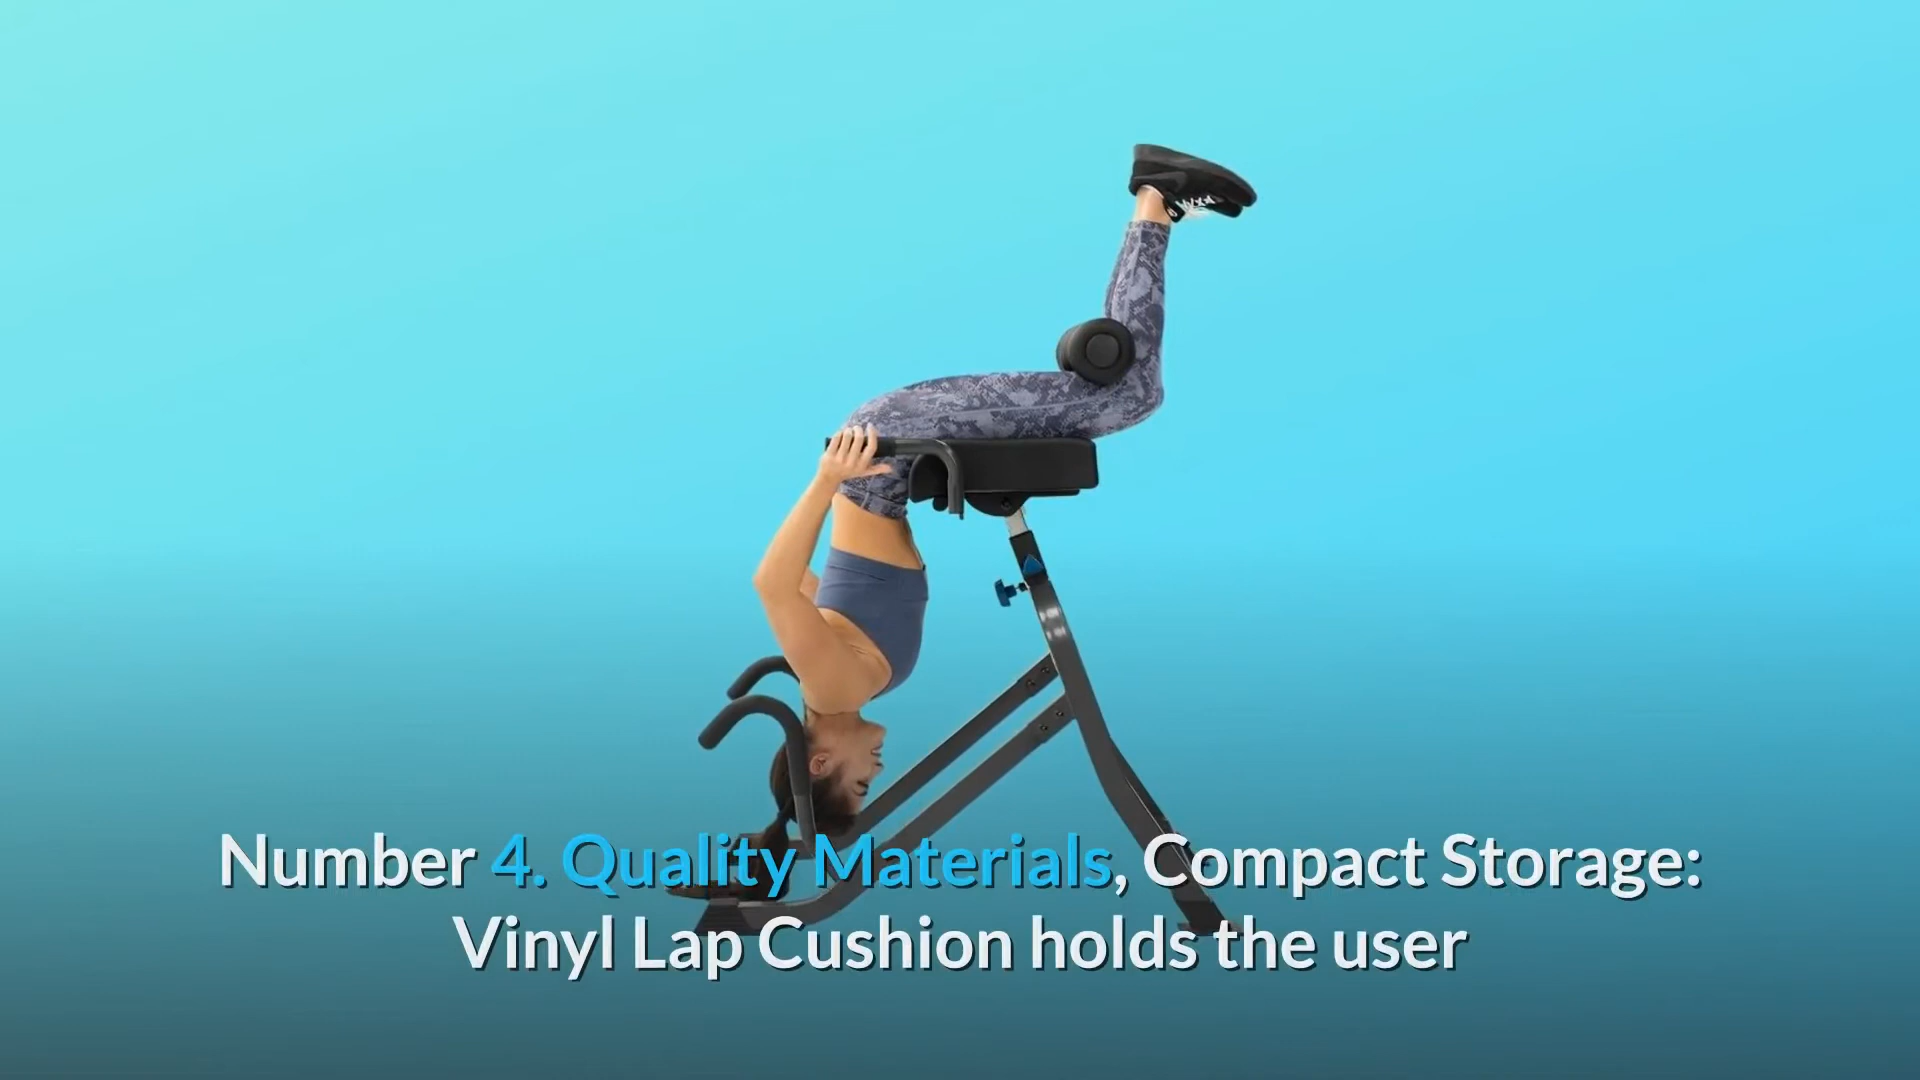 Number 4. Quality Materials, Compact Storage:
Vinyl Lap Cushion holds the user